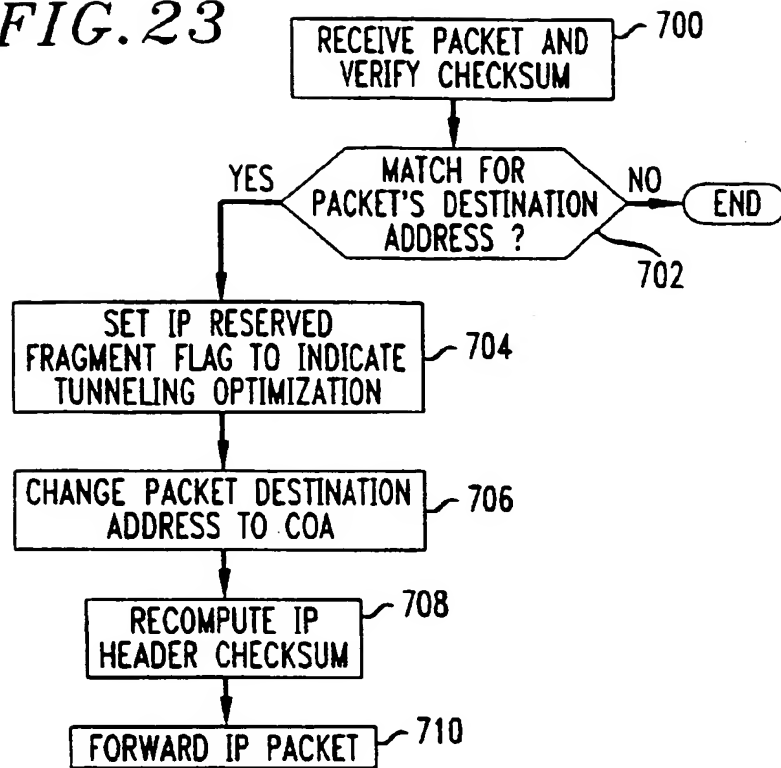 FIG. 23
RECEIVE PACKET AND
VERIFY CHECKSUM
700
MATCH FOR
PACKET'S DESTINATION
ADDRESS ?
702
YES
NO
END
SET IP RESERVED
FRAGMENT FLAG TO INDICATE
TUNNELING OPTIMIZATION
704
CHANGE PACKET DESTINATION
ADDRESS TO COA
706
RECOMPUTE IP
HEADER CHECKSUM
708
FORWARD IP PACKET
710